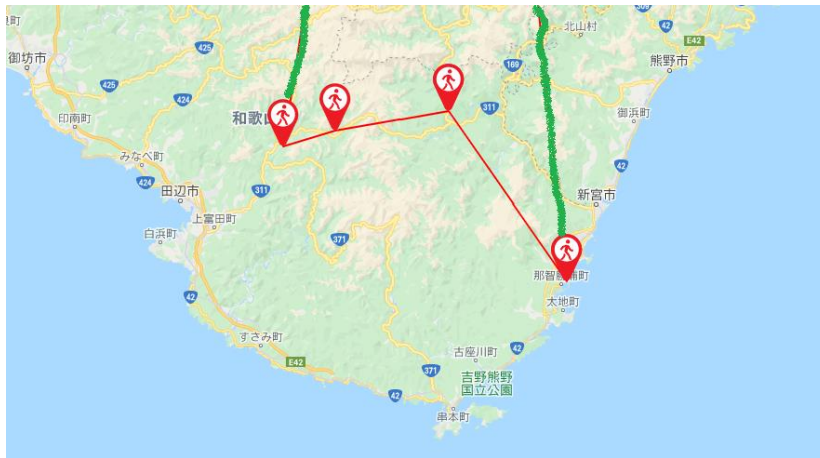 北山村
42
E42
熊野市
良町
425
御坊市
169
425
424
和歌山
311
御浜町
印南町
みなべ町
42
424
田辺市
311
新宮市
上富田町
白浜町
371
那智勝浦町
42
太地町
すさみ町
古座川町
42
E42
371
吉野熊野
国立公園
42
串本町